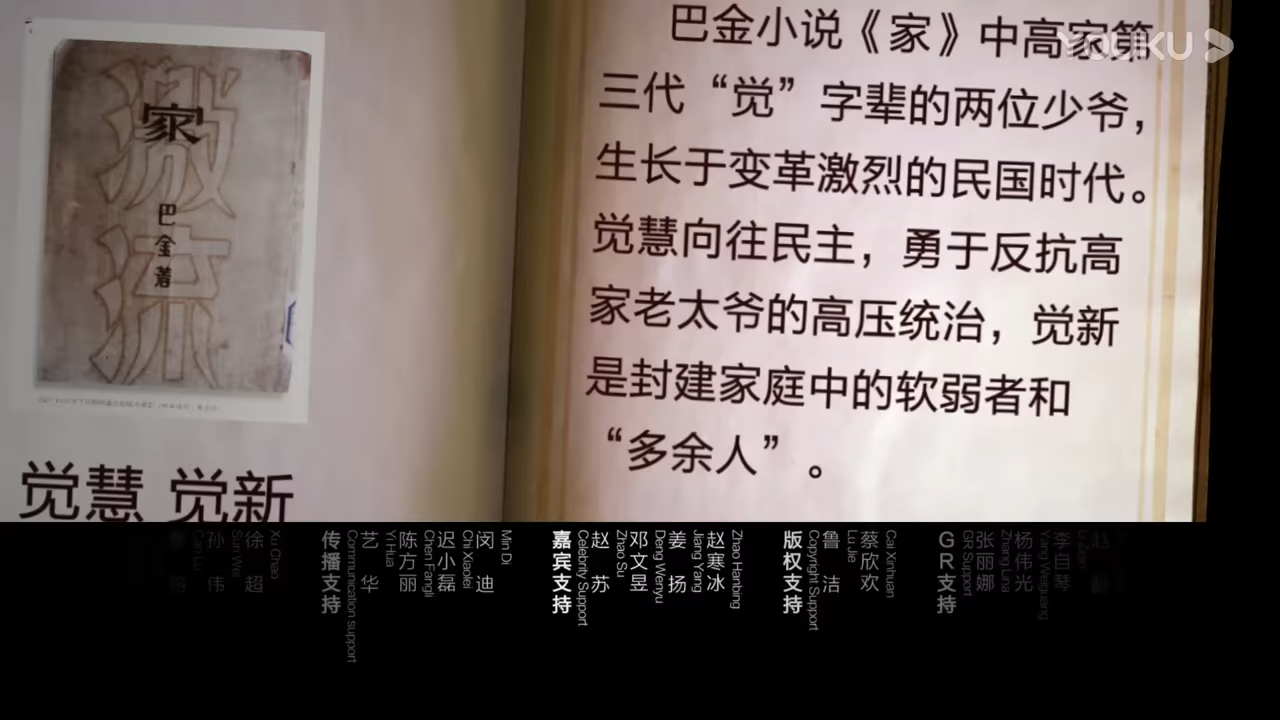 激流
家
巴金著
觉慧 觉新
巴金小说《家》中高家第
三代“觉”字辈的两位少爷，
生长于变革激烈的民国时代。
觉慧向往民主，勇于反抗高
家老太爷的高压统治，觉新
是封建家庭中的软弱者和
“多余人”。
YOUKU
孙伟
Sun Wei
徐超
Xu Chao
传播支持
Communication support
艺华
Yi Hua
陈方丽
Chen Fangli
迟小磊
Chi Xiaolei
闵迪
Min Di
嘉宾支持
Celebrity Support
赵苏
Zhao Su
邓文昱
Deng Wenyu
姜扬
Jiang Yang
赵寒冰
Zhao Hanbing
版权支持
Copyright Support
鲁洁
Lu Jie
蔡欣欢
Cai Xinhuan
GR支持
GR Support
张丽娜
Zhang Lina
杨伟光
Yang Weiguang
李自琴